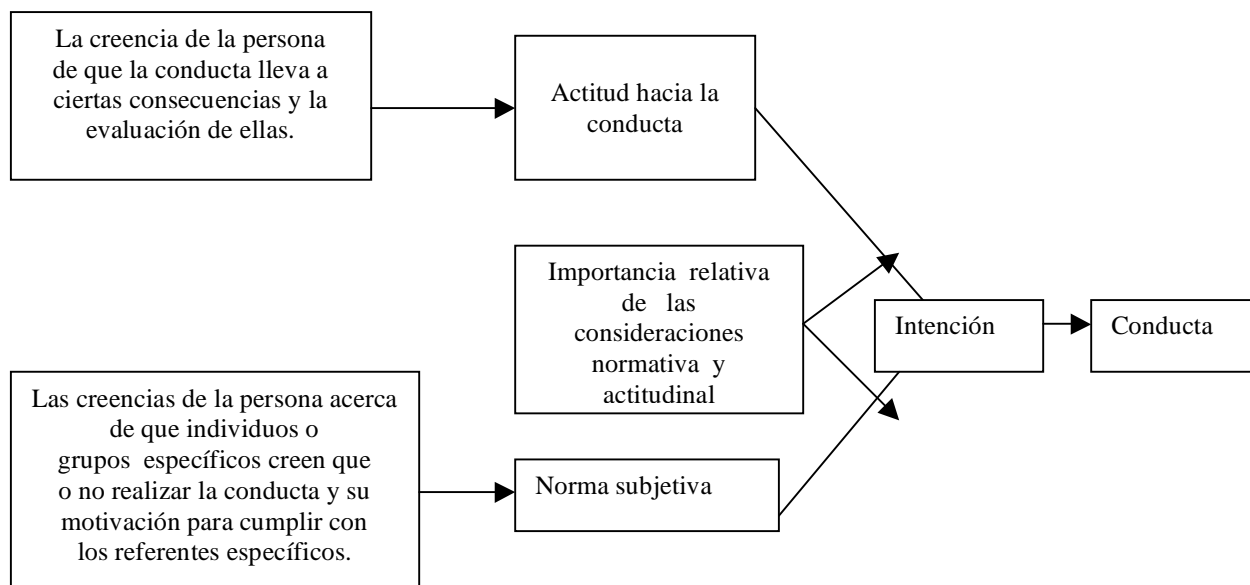 La creencia de la persona
de que la conducta lleva a
ciertas consecuencias y la
evaluación de ellas.
Actitud hacia la
conducta
Importancia relativa
de las
consideraciones
normativa y
actitudinal
Intención
Conducta
Las creencias de la persona acerca
de que individuos o
grupos específicos creen que
o no realizar la conducta y su
motivación para cumplir con
los referentes específicos.
Norma subjetiva